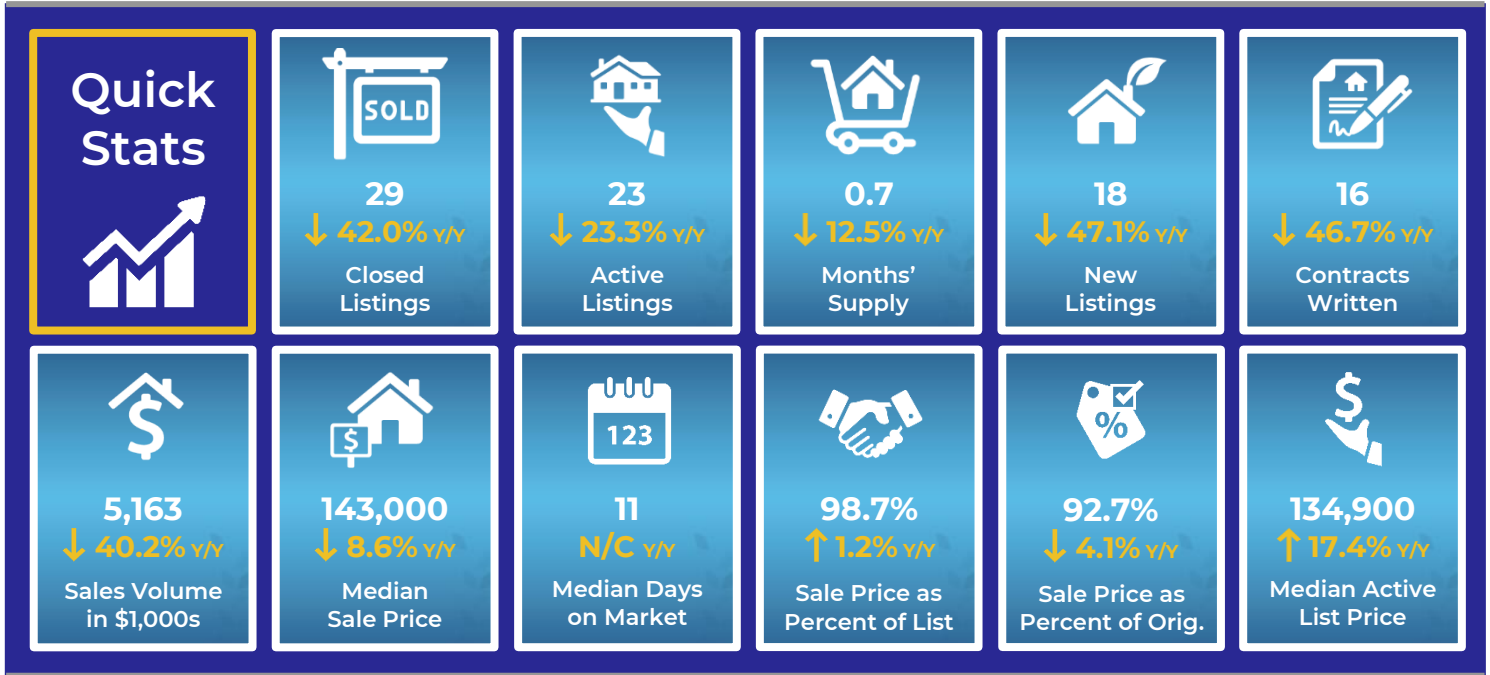 Quick
Stats
SOLD
29
↓ 42.0% Y/Y
Closed
Listings
23
↓ 23.3% Y/Y
Active
Listings
0.7
↓ 12.5% Y/Y
Months’
Supply
18
↓ 47.1% Y/Y
New
Listings
16
↓ 46.7% Y/Y
Contracts
Written
$
5,163
↓ 40.2% Y/Y
Sales Volume
in $1,000s
$
143,000
↓ 8.6% Y/Y
Median
Sale Price
123
11
N/C Y/Y
Median Days
on Market
98.7%
↑ 1.2% Y/Y
Sale Price as
Percent of List
%
92.7%
↓ 4.1% Y/Y
Sale Price as
Percent of Orig.
$
134,900
↑ 17.4% Y/Y
Median Active
List Price